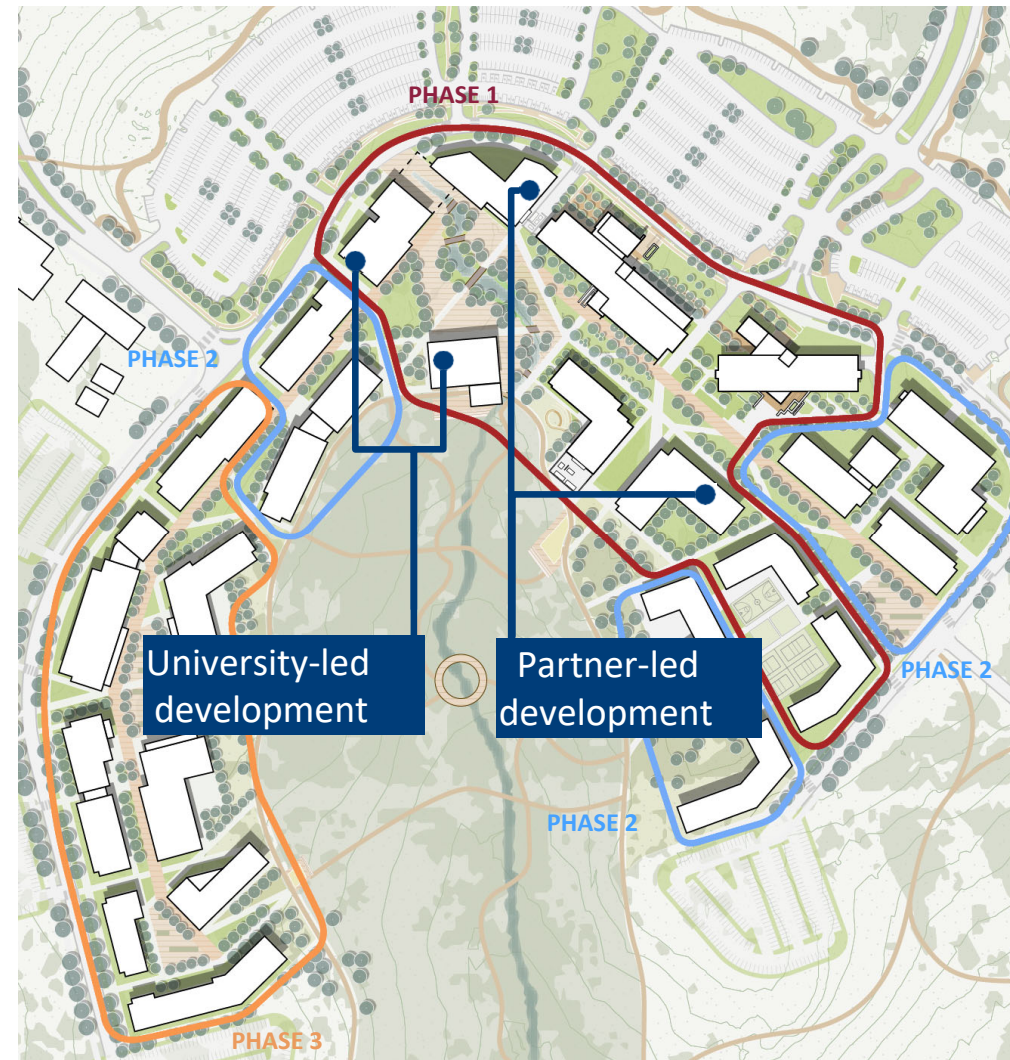 PHASE 1
PHASE 2
University-led
development
Partner-led
development
PHASE 2
PHASE 2
PHASE 3